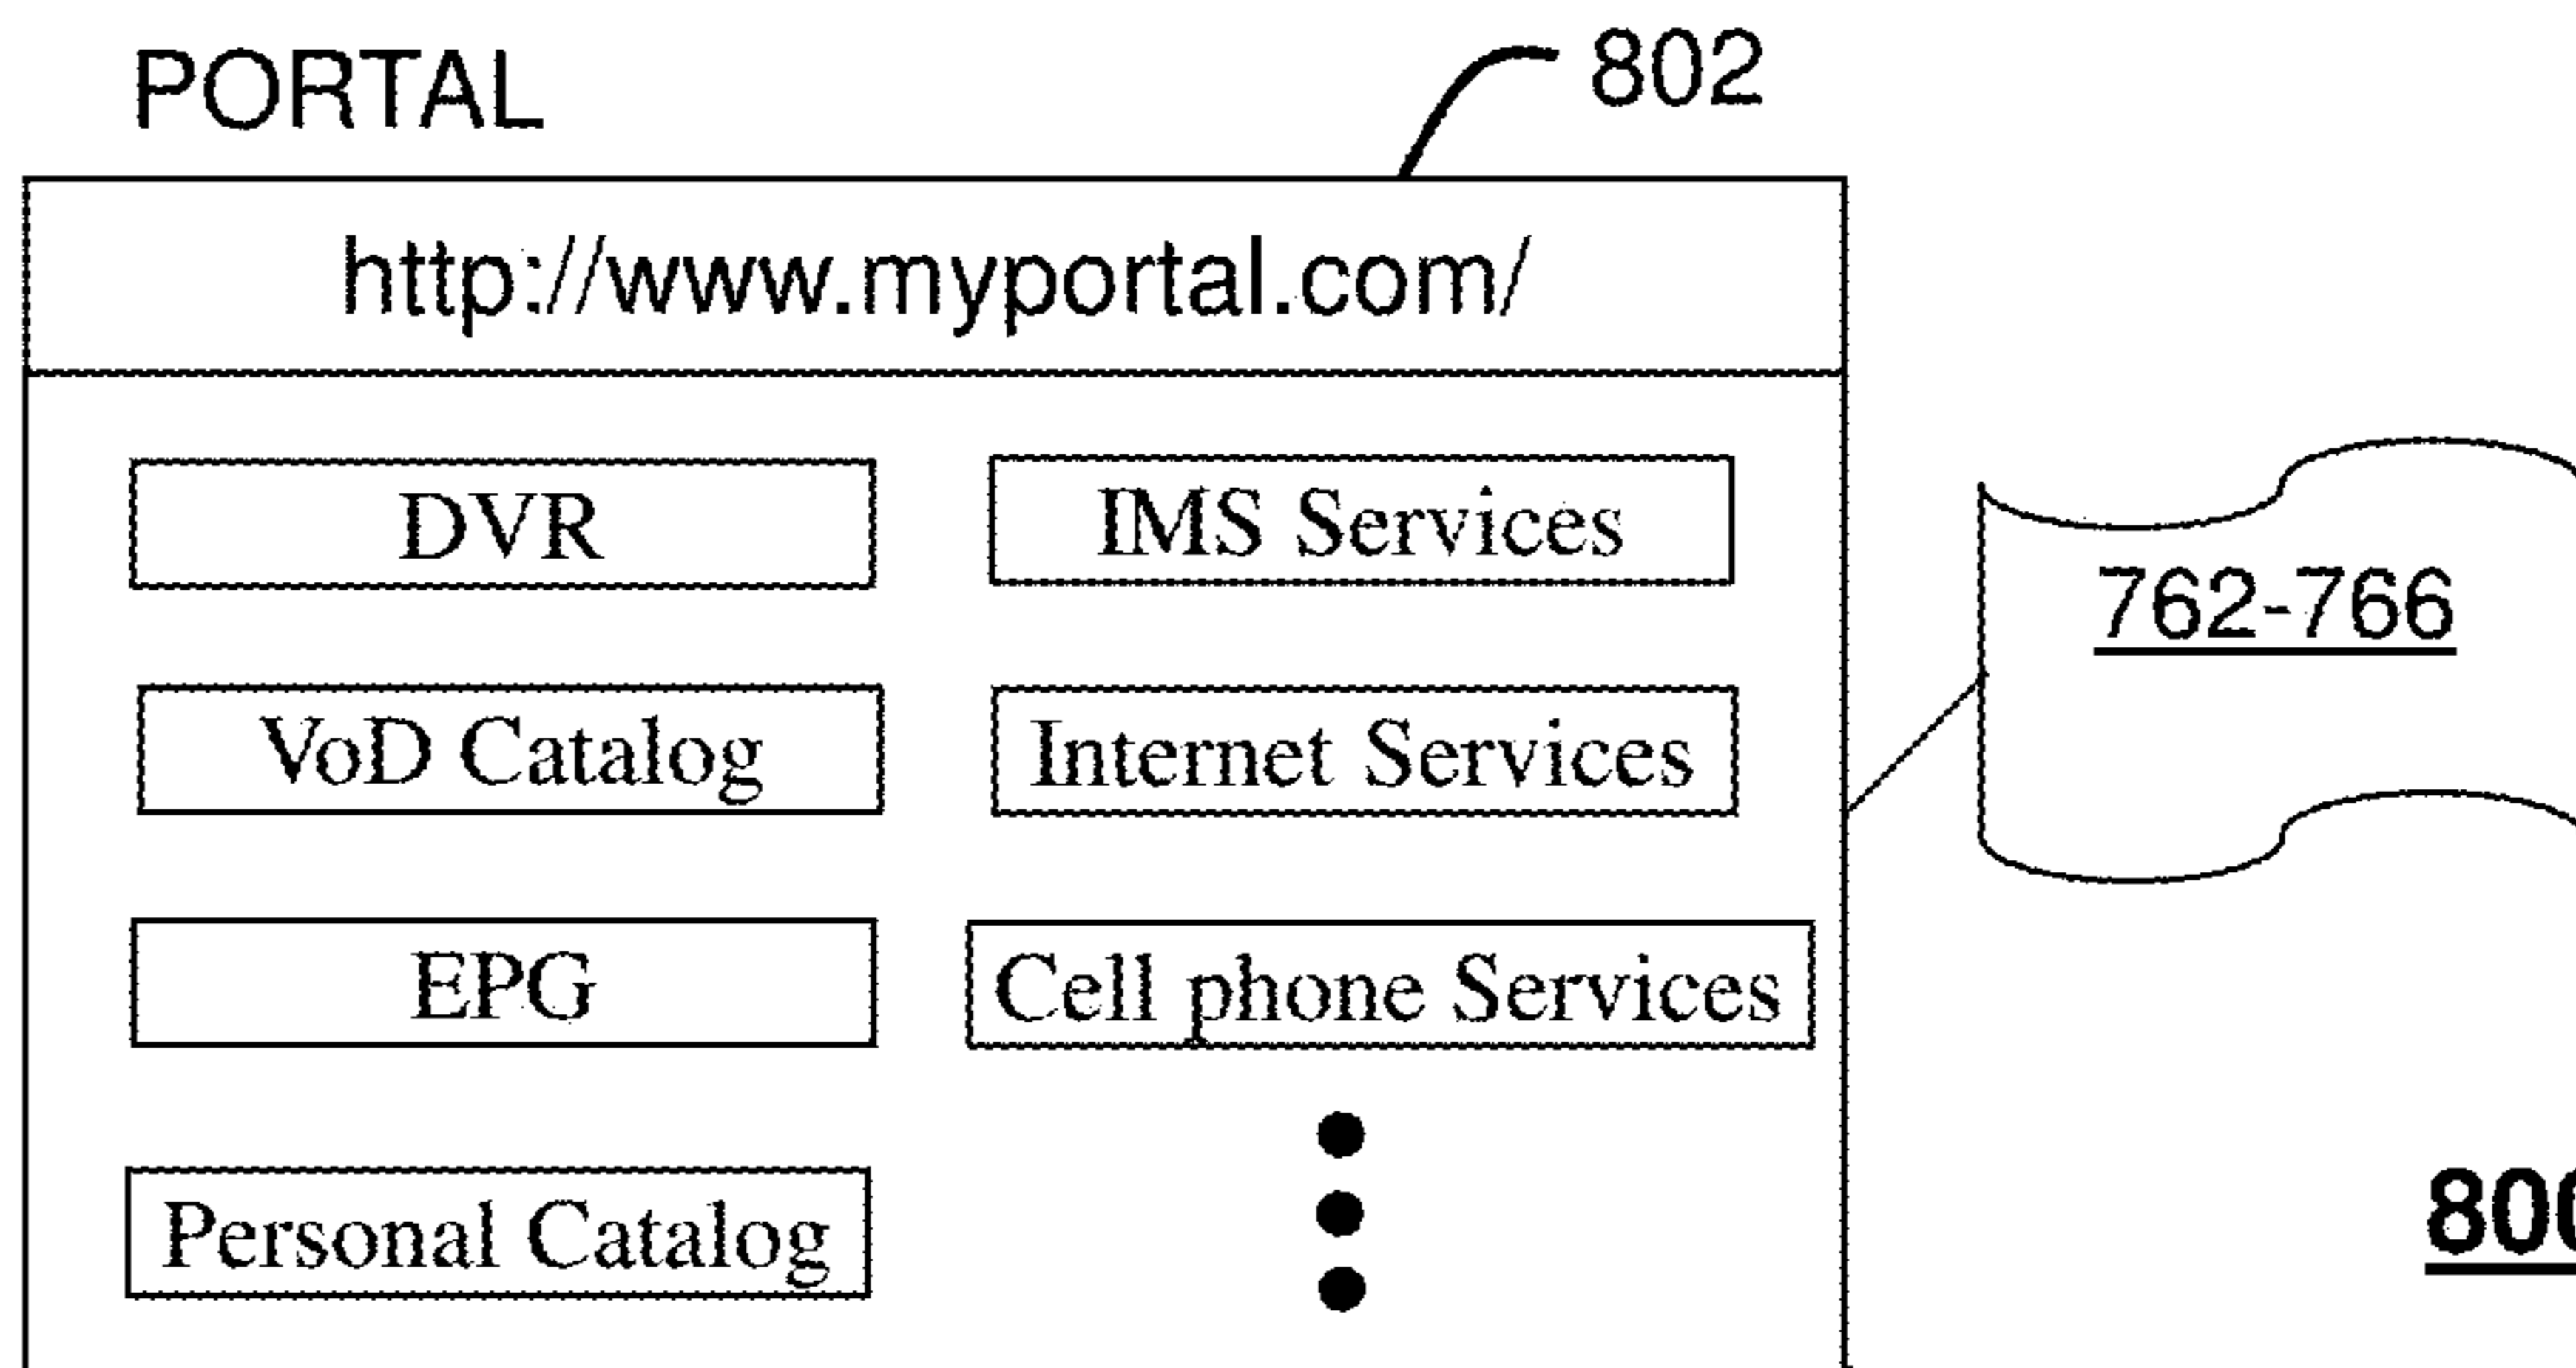 PORTAL
802
http://www.myportal.com/
DVR
IMS Services
762-766
VoD Catalog
Internet Services
EPG
Cell phone Services
Personal Catalog